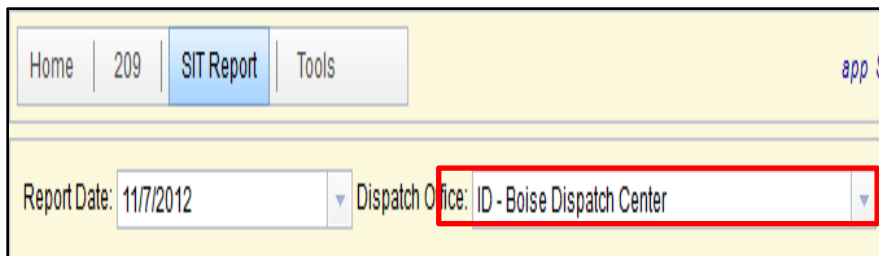 Home 209 SIT Report Tools app
Report Date: 11/7/2012 Dispatch Office: ID - Boise Dispatch Center